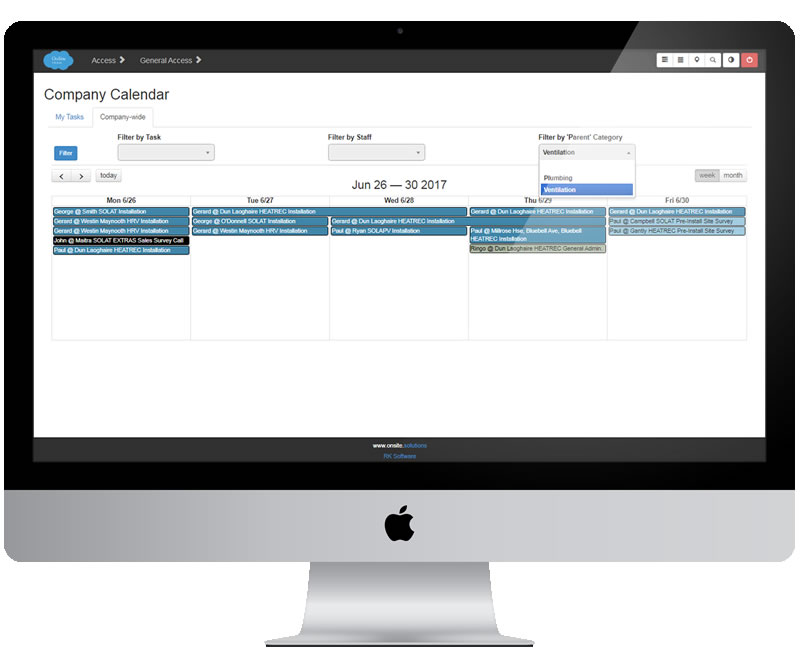 Access
General Access
Company Calendar
My Tasks
Company-wide
Filter by Task
Filter by Staff
Filter by 'Parent' Category
Filter
Ventilation
Plumbing
Ventilation
today
Jun 26 — 30 2017
week
month
Mon 6/26
Tue 6/27
Wed 6/28
Thu 6/29
Fri 6/30
George @ Smith SOLAT Installation
Gerard @ Dun Laoghaire HEATREC Installation
Gerard @ Dun Laoghaire HEATREC Installation
Gerard @ Dun Laoghaire HEATREC Installation
Gerard @ Westin Maynooth HRV Installation
George @ O'Donnell SOLAT Installation
Gerard @ Dun Laoghaire HEATREC Installation
Paul @ Campbell SOLAT Pre-Install Site Survey
Gerard @ Westin Maynooth HRV Installation
Gerard @ Westin Maynooth HRV Installation
Paul @ Ryan SOLAPV Installation
Paul @ Millrose Hse, Bluebell Ave, Bluebell
HEATREC Installation
Paul @ Gantly HEATREC Pre-Install Site Survey
John @ Maitra SOLAT EXTRAS Sales Survey Call
Paul @ Dun Laoghaire HEATREC Installation
Ringo @ Dun Laoghaire HEATREC General Admin
www.onsite.solutions
RK Software